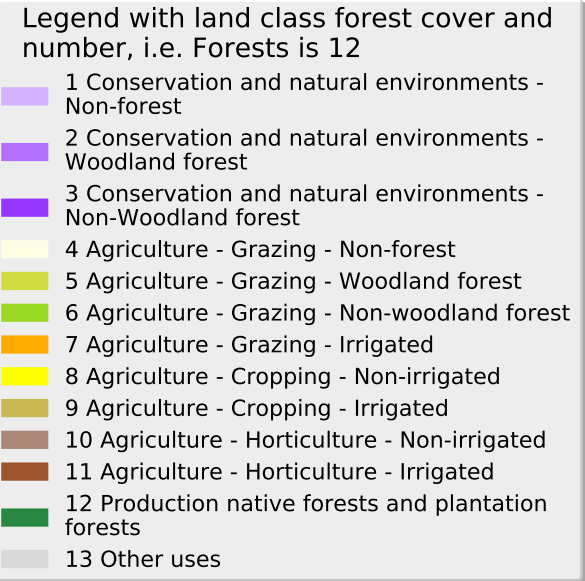 Legend with land class forest cover and
number, i.e. Forests is 12
1 Conservation and natural environments -
Non-forest
2 Conservation and natural environments -
Woodland forest
3 Conservation and natural environments -
Non-Woodland forest
4 Agriculture - Grazing - Non-forest
5 Agriculture - Grazing - Woodland forest
6 Agriculture - Grazing - Non-woodland forest
7 Agriculture - Grazing - Irrigated
8 Agriculture - Cropping - Non-irrigated
9 Agriculture - Cropping - Irrigated
10 Agriculture - Horticulture - Non-irrigated
11 Agriculture - Horticulture - Irrigated
12 Production native forests and plantation
forests
13 Other uses